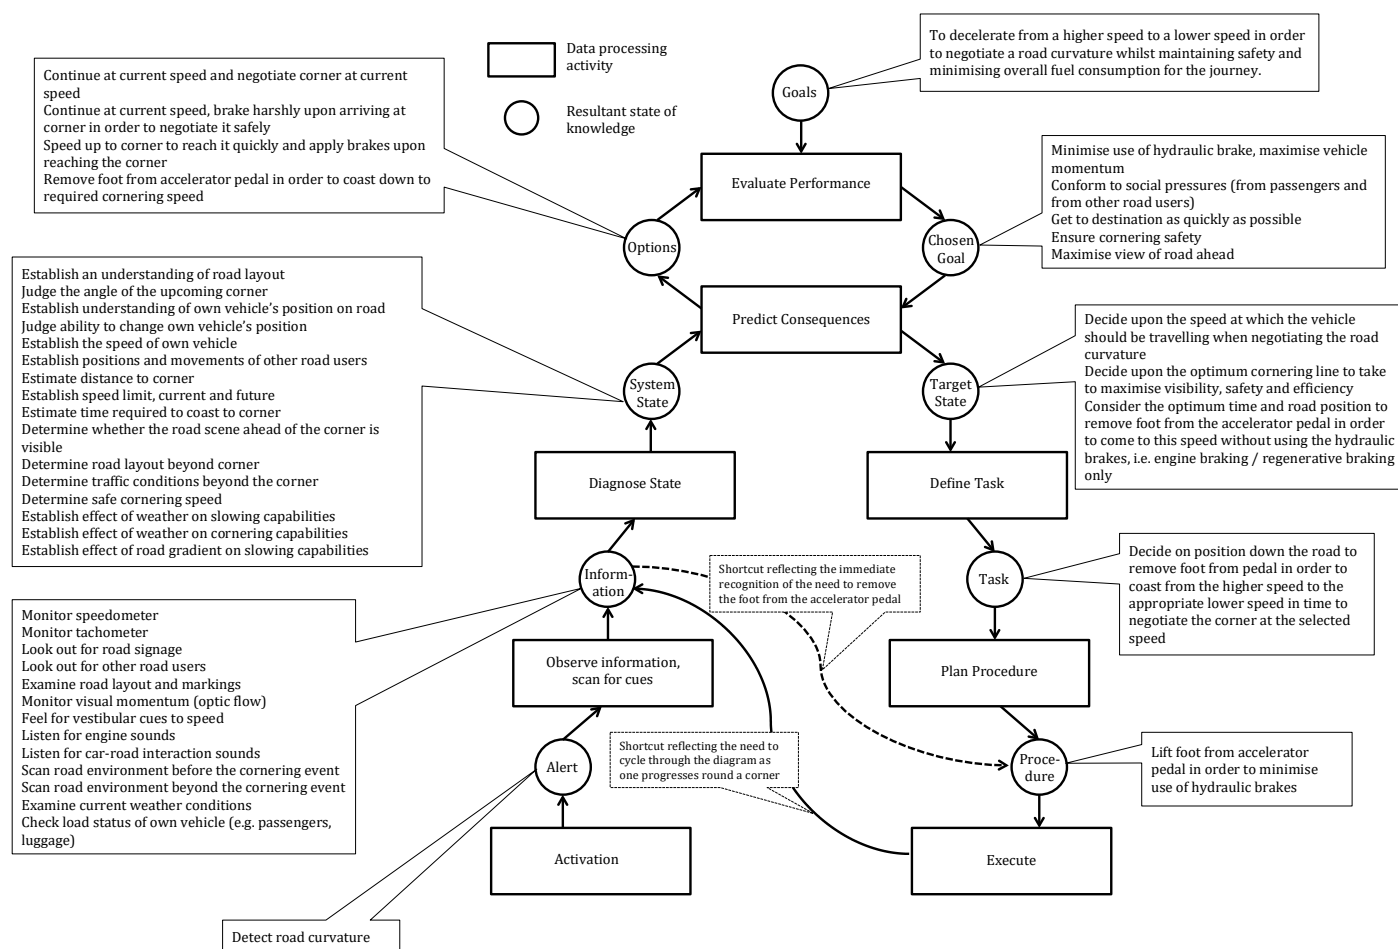 Data processing
activity
Resultant state of
knowledge
To decelerate from a higher speed to a lower speed in order
to negotiate a road curvature whilst maintaining safety and
minimising overall fuel consumption for the journey.
Goals
Continue at current speed and negotiate corner at current
speed
Continue at current speed, brake harshly upon arriving at
corner in order to negotiate it safely
Speed up to corner to reach it quickly and apply brakes upon
reaching the corner
Remove foot from accelerator pedal in order to coast down to
required cornering speed
Evaluate Performance
Minimise use of hydraulic brake, maximise vehicle
momentum
Conform to social pressures (from passengers and
from other road users)
Get to destination as quickly as possible
Ensure cornering safety
Maximise view of road ahead
Options
Chosen
Goal
Establish an understanding of road layout
Judge the angle of the upcoming corner
Establish understanding of own vehicle's position on road
Judge ability to change own vehicle's position
Establish the speed of own vehicle
Establish positions and movements of other road users
Estimate distance to corner
Establish speed limit, current and future
Estimate time required to coast to corner
Determine whether the road scene ahead of the corner is
visible
Determine road layout beyond corner
Determine traffic conditions beyond the corner
Determine safe cornering speed
Establish effect of weather on slowing capabilities
Establish effect of weather on cornering capabilities
Establish effect of road gradient on slowing capabilities
Predict Consequences
Decide upon the speed at which the vehicle
should be travelling when negotiating the road
curvature
Decide upon the optimum cornering line to take
to maximise visibility, safety and efficiency
Consider the optimum time and road position to
remove foot from the accelerator pedal in order
to come to this speed without using the hydraulic
brakes, i.e. engine braking / regenerative braking
only
System
State
Target
State
Diagnose State
Define Task
Inform-
ation
Shortcut reflecting the immediate
recognition of the need to remove
the foot from the accelerator pedal
Task
Decide on position down the road to
remove foot from pedal in order to
coast from the higher speed to the
appropriate lower speed in time to
negotiate the corner at the selected
speed
Monitor speedometer
Monitor tachometer
Look out for road signage
Look out for other road users
Examine road layout and markings
Monitor visual momentum (optic flow)
Feel for vestibular cues to speed
Listen for engine sounds
Listen for car-road interaction sounds
Scan road environment before the cornering event
Scan road environment beyond the cornering event
Examine current weather conditions
Check load status of own vehicle (e.g. passengers,
luggage)
Observe information,
scan for cues
Plan Procedure
Shortcut reflecting the need to
cycle through the diagram as
one progresses round a corner
Alert
Proce-
dure
Lift foot from accelerator
pedal in order to minimise
use of hydraulic brakes
Activation
Execute
Detect road curvature